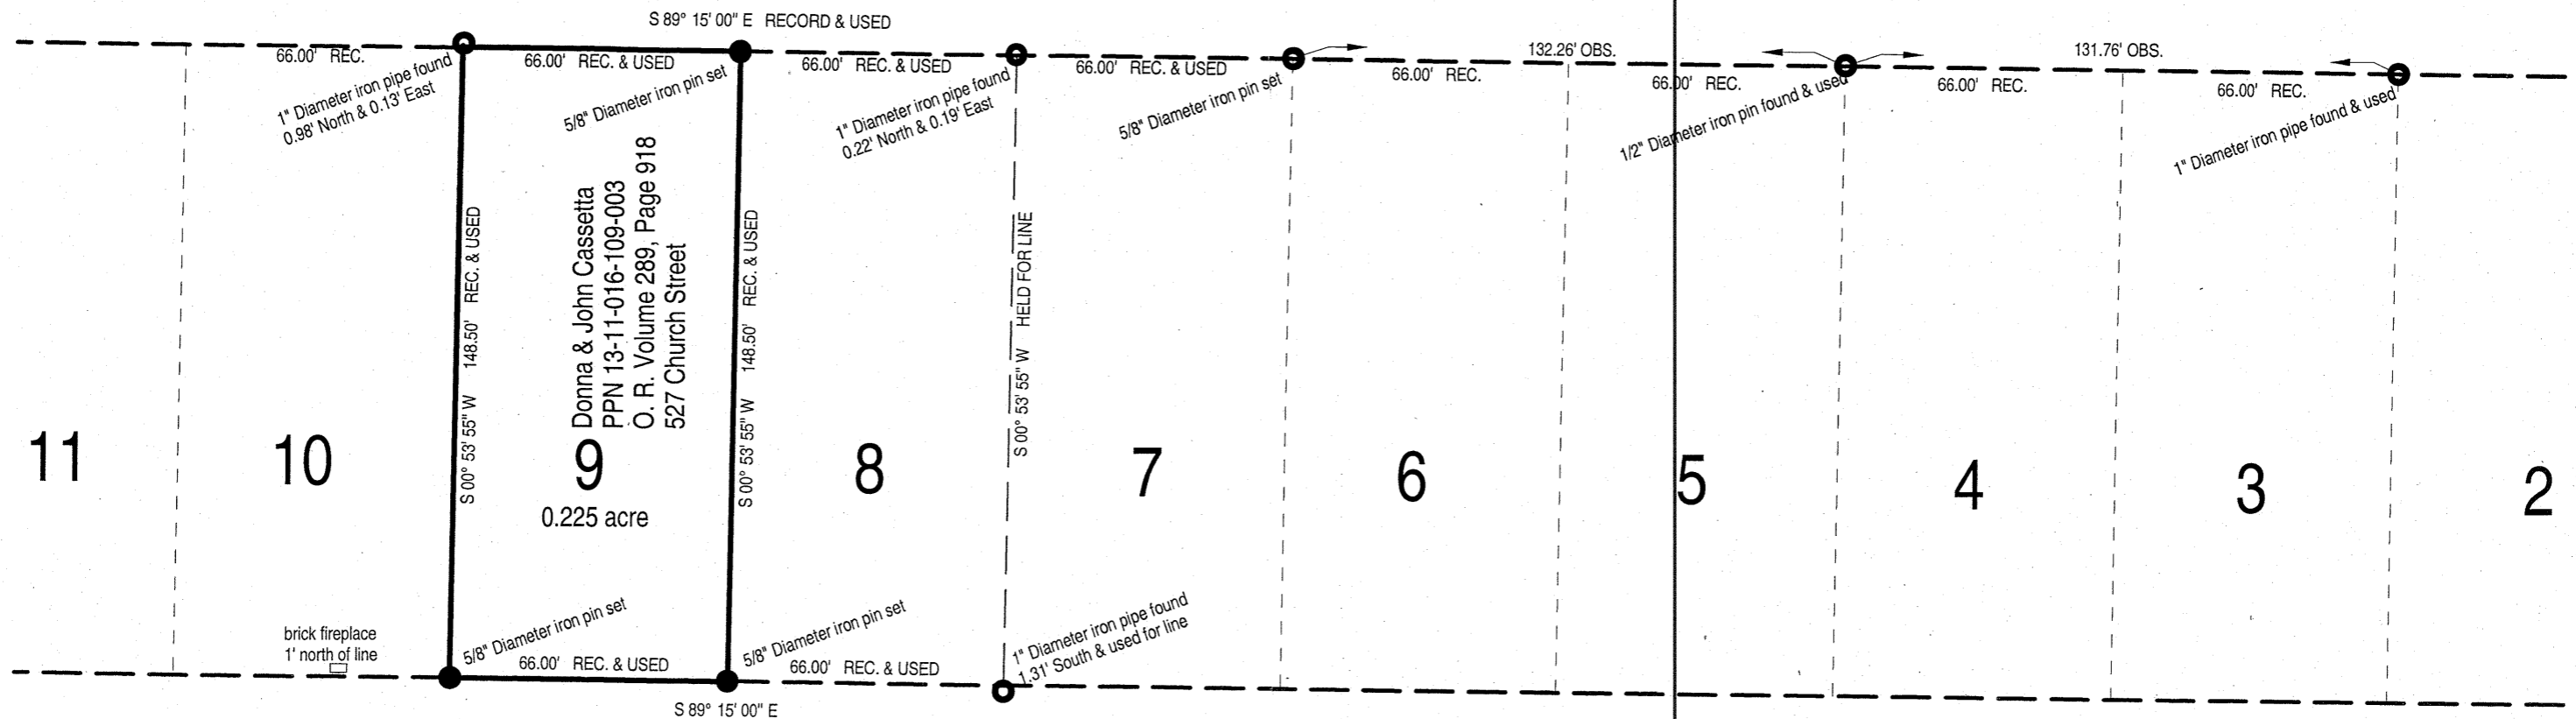 S 89° 15' 00" E RECORD & USED
66.00' REC.
66.00' REC. & USED
66.00' REC. & USED
66.00' REC. & USED
66.00' REC.
132.26' OBS.
66.00' REC.
66.00' REC.
131.76' OBS.
66.00' REC.
1" Diameter iron pipe found
0.98' North & 0.13' East
5/8" Diameter iron pin set
1" Diameter iron pipe found
0.22' North & 0.19' East
5/8" Diameter iron pin set
1/2" Diameter iron pin found & used
1" Diameter iron pipe found & used
S 00° 53' 55" W 148.50' REC. & USED
Donna & John Cassetta
PPN 13-11-016-109-003
O. R. Volume 289, Page 918
527 Church Street
S 00° 53' 55" W 148.50' REC. & USED
S 00° 53' 55" W HELD FOR LINE
11
10
9
8
7
6
5
4
3
2
0.225 acre
brick fireplace
1' north of line
5/8" Diameter iron pin set
66.00' REC. & USED
5/8" Diameter iron pin set
66.00' REC. & USED
1" Diameter iron pipe found
1.31' South & used for line
S 89° 15' 00" E